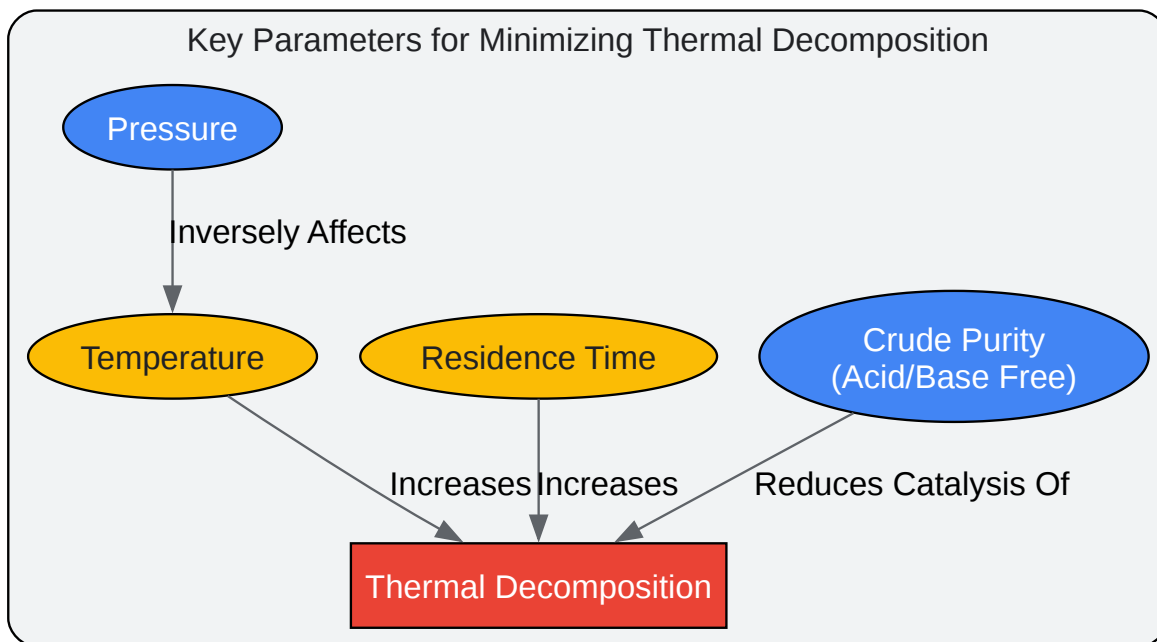 Key Parameters for Minimizing Thermal Decomposition
Pressure
Inversely Affects
Temperature
Residence Time
Crude Purity
(Acid/Base Free)
Increases
Increases
Reduces Catalysis Of
Thermal Decomposition